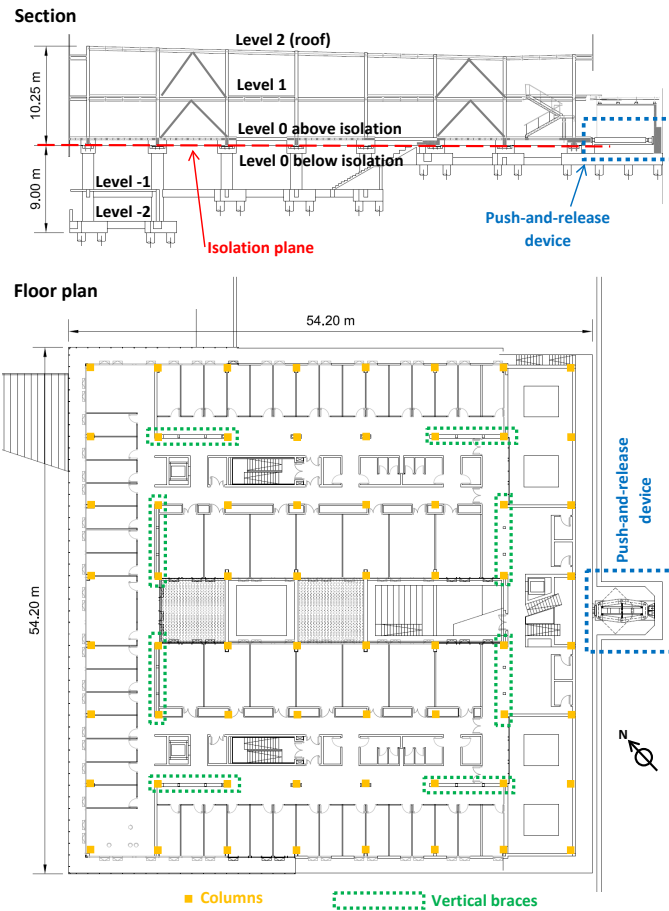 Section
Level 2 (roof)
10.25 m
Level 1
Level 0 above isolation
Level 0 below isolation
9.00 m
Level -1
Level -2
Isolation plane
Push-and-release
device
Floor plan
54.20 m
54.20 m
Push-and-release
device
N
Columns
Vertical braces